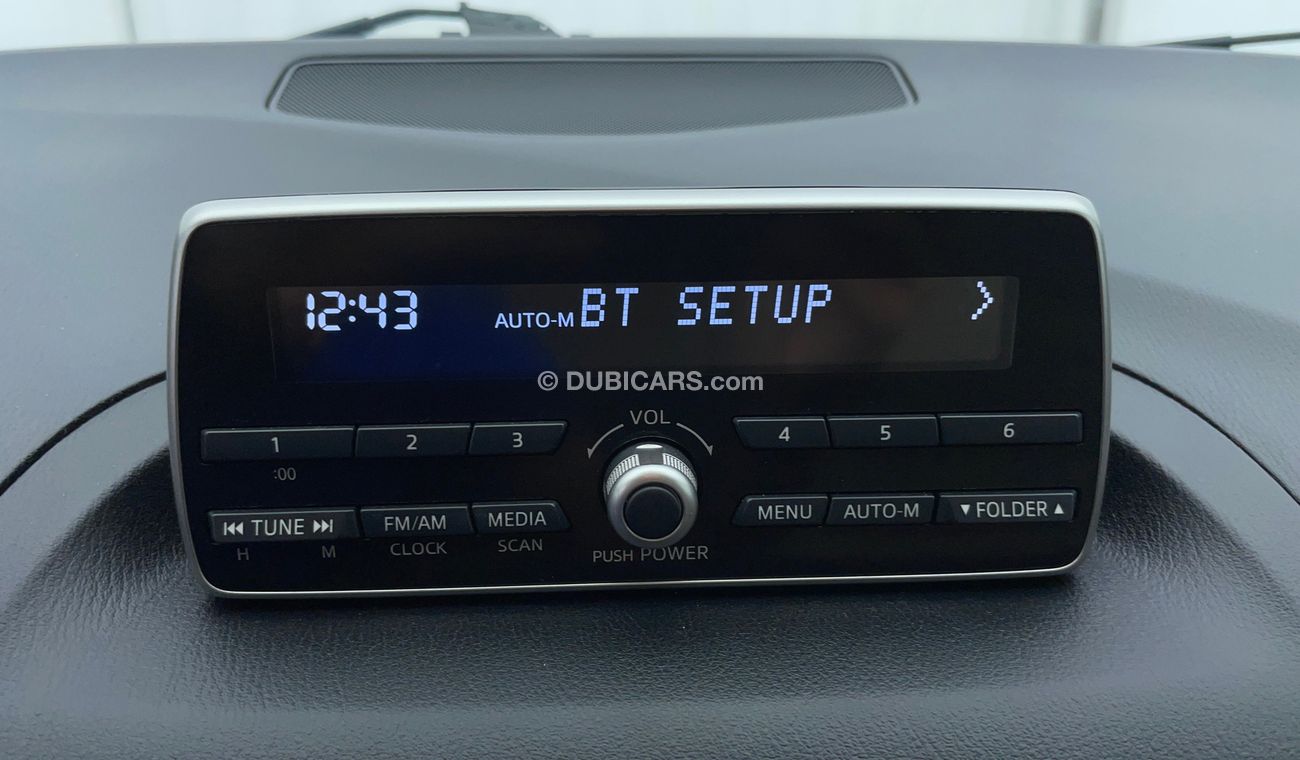 12:43 AUTO-M BT SETUP >
© DUBICARS.com
VOL
1 2 3 4 5 6
:00
⏮ TUNE ⏭ FM/AM MEDIA MENU AUTO-M ▼ FOLDER ▲
H M CLOCK SCAN PUSH POWER